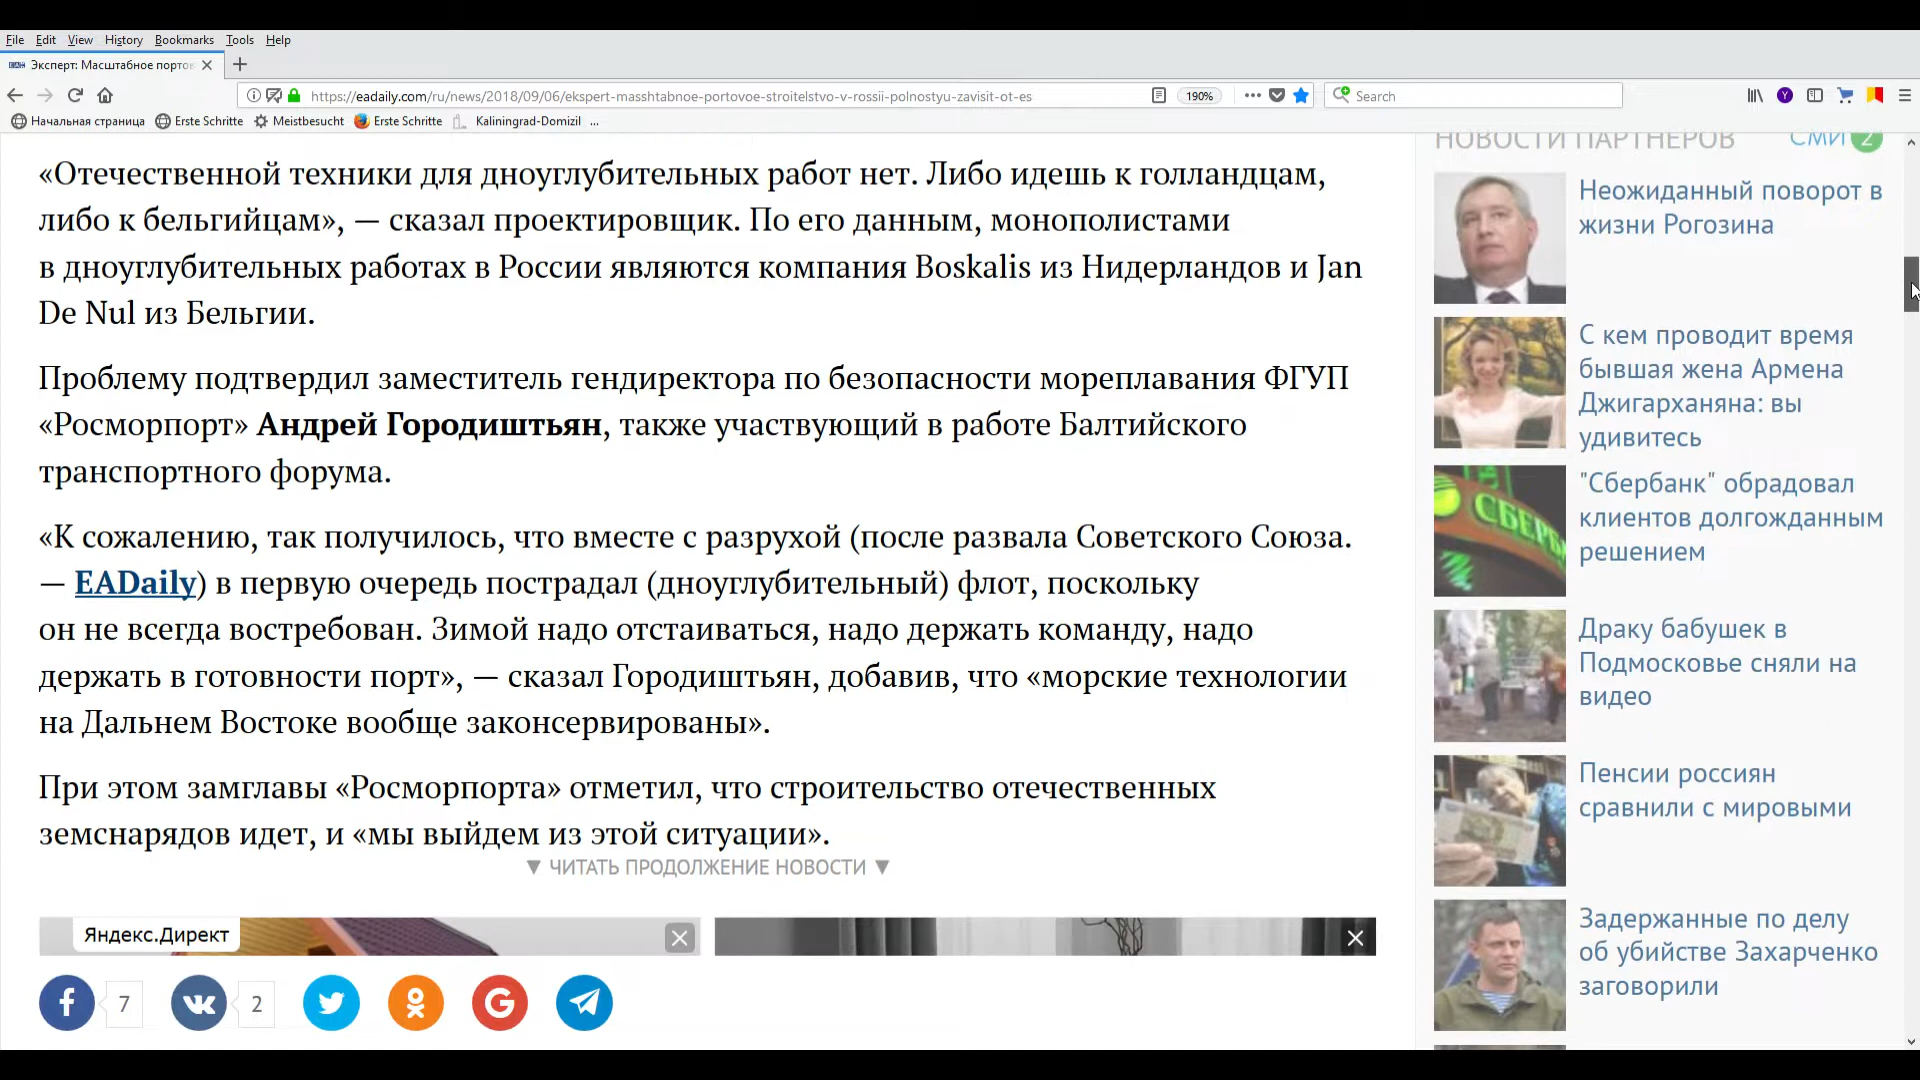 File Edit View History Bookmarks Tools Help
Эксперт: Масштабное порто
https://eadaily.com/ru/news/2018/09/06/ekspert-masshtabnoe-portovoe-stroitelstvo-v-rossii-polnostyu-zavisit-ot-es
190%
Search
Начальная страница Erste Schritte Meistbesucht Erste Schritte Kaliningrad-Domizil ...
«Отечественной техники для дноуглубительных работ нет. Либо идешь к голландцам,
либо к бельгийцам», — сказал проектировщик. По его данным, монополистами
в дноуглубительных работах в России являются компания Boskalis из Нидерландов и Jan
De Nul из Бельгии.
Проблему подтвердил заместитель гендиректора по безопасности мореплавания ФГУП
«Росморпорт» Андрей Городиштьян, также участвующий в работе Балтийского
транспортного форума.
«К сожалению, так получилось, что вместе с разрухой (после развала Советского Союза.
— EADaily) в первую очередь пострадал (дноуглубительный) флот, поскольку
он не всегда востребован. Зимой надо отстаиваться, надо держать команду, надо
держать в готовности порт», — сказал Городиштьян, добавив, что «морские технологии
на Дальнем Востоке вообще законсервированы».
При этом замглавы «Росморпорта» отметил, что строительство отечественных
земснарядов идет, и «мы выйдем из этой ситуации».
▼ ЧИТАТЬ ПРОДОЛЖЕНИЕ НОВОСТИ ▼
Яндекс.Директ
7
2
НОВОСТИ ПАРТНЕРОВ СМИ2
Неожиданный поворот в
жизни Рогозина
С кем проводит время
бывшая жена Армена
Джигарханяна: вы
удивитесь
СБЕРБ
"Сбербанк" обрадовал
клиентов долгожданным
решением
Драку бабушек в
Подмосковье сняли на
видео
Пенсии россиян
сравнили с мировыми
Задержанные по делу
об убийстве Захарченко
заговорили